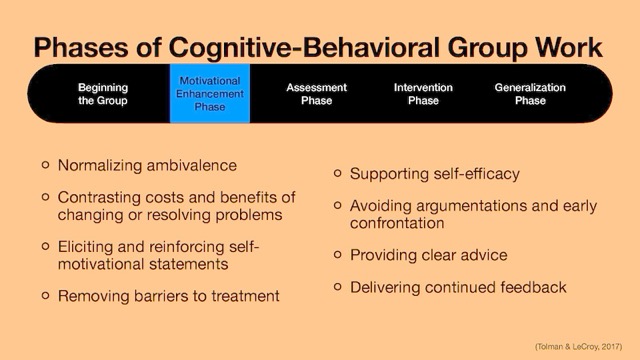 Phases of Cognitive-Behavioral Group Work
Beginning
the Group
Motivational
Enhancement
Phase
Assessment
Phase
Intervention
Phase
Generalization
Phase
Normalizing ambivalence
Contrasting costs and benefits of
changing or resolving problems
Eliciting and reinforcing self-
motivational statements
Removing barriers to treatment
Supporting self-efficacy
Avoiding argumentations and early
confrontation
Providing clear advice
Delivering continued feedback
(Tolman & LeCroy, 2017)